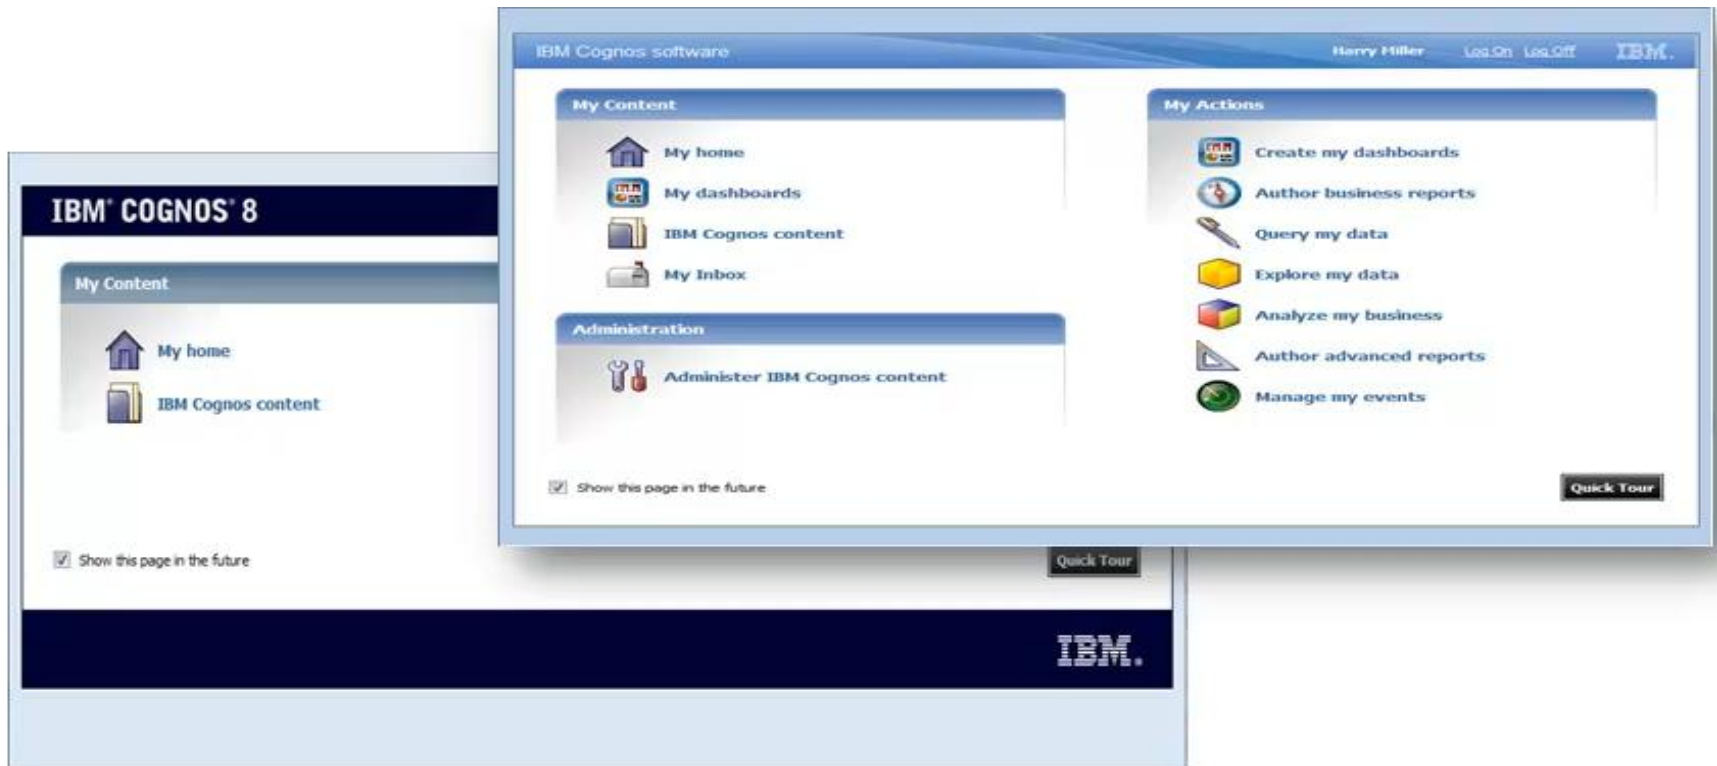 IBM Cognos software
Harry Miller Log On Log Off IBM.
My Content
My home
My dashboards
IBM Cognos content
My Inbox
Administration
Administer IBM Cognos content
My Actions
Create my dashboards
Author business reports
Query my data
Explore my data
Analyze my business
Author advanced reports
Manage my events
Show this page in the future
Quick Tour
IBM® COGNOS® 8
My Content
My home
IBM Cognos content
Show this page in the future
Quick Tour
IBM®